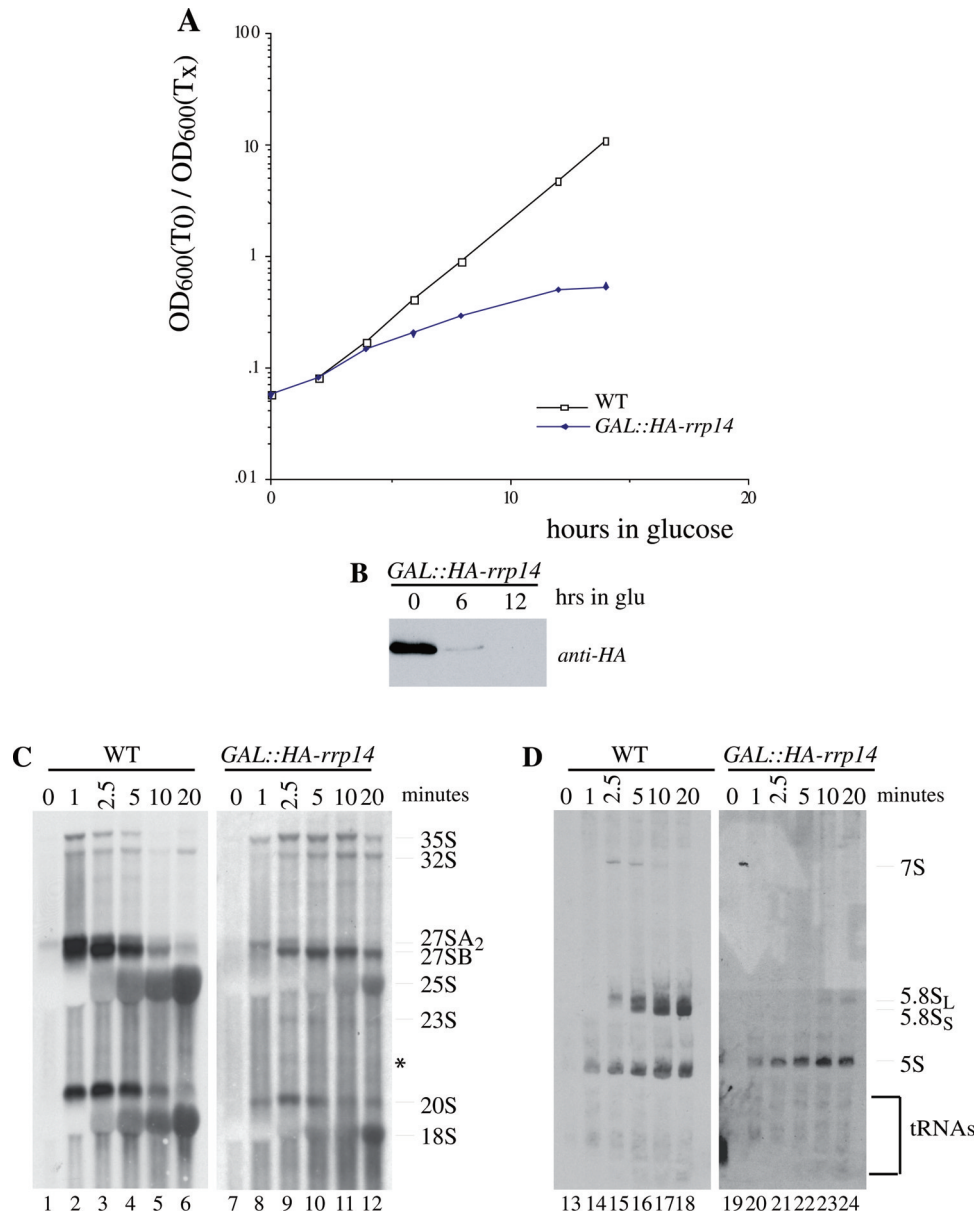 A
100
10
1
.1
.01
OD600(T0) / OD600(Tx)
0 10 20
hours in glucose
WT
GAL::HA-rrp14
B
GAL::HA-rrp14
0 6 12 hrs in glu
anti-HA
C
WT GAL::HA-rrp14
0 1 2.5 5 10 20 0 1 2.5 5 10 20 minutes
35S
32S
27SA2
27SB
25S
23S
*
20S
18S
1 2 3 4 5 6 7 8 9 10 11 12
D
WT GAL::HA-rrp14
0 1 2.5 5 10 20 0 1 2.5 5 10 20 minutes
7S
5.8SL
5.8SS
5S
tRNAs
13 14 15 16 17 18 19 20 21 22 23 24